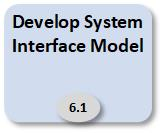 Develop System
Interface Model
6.1